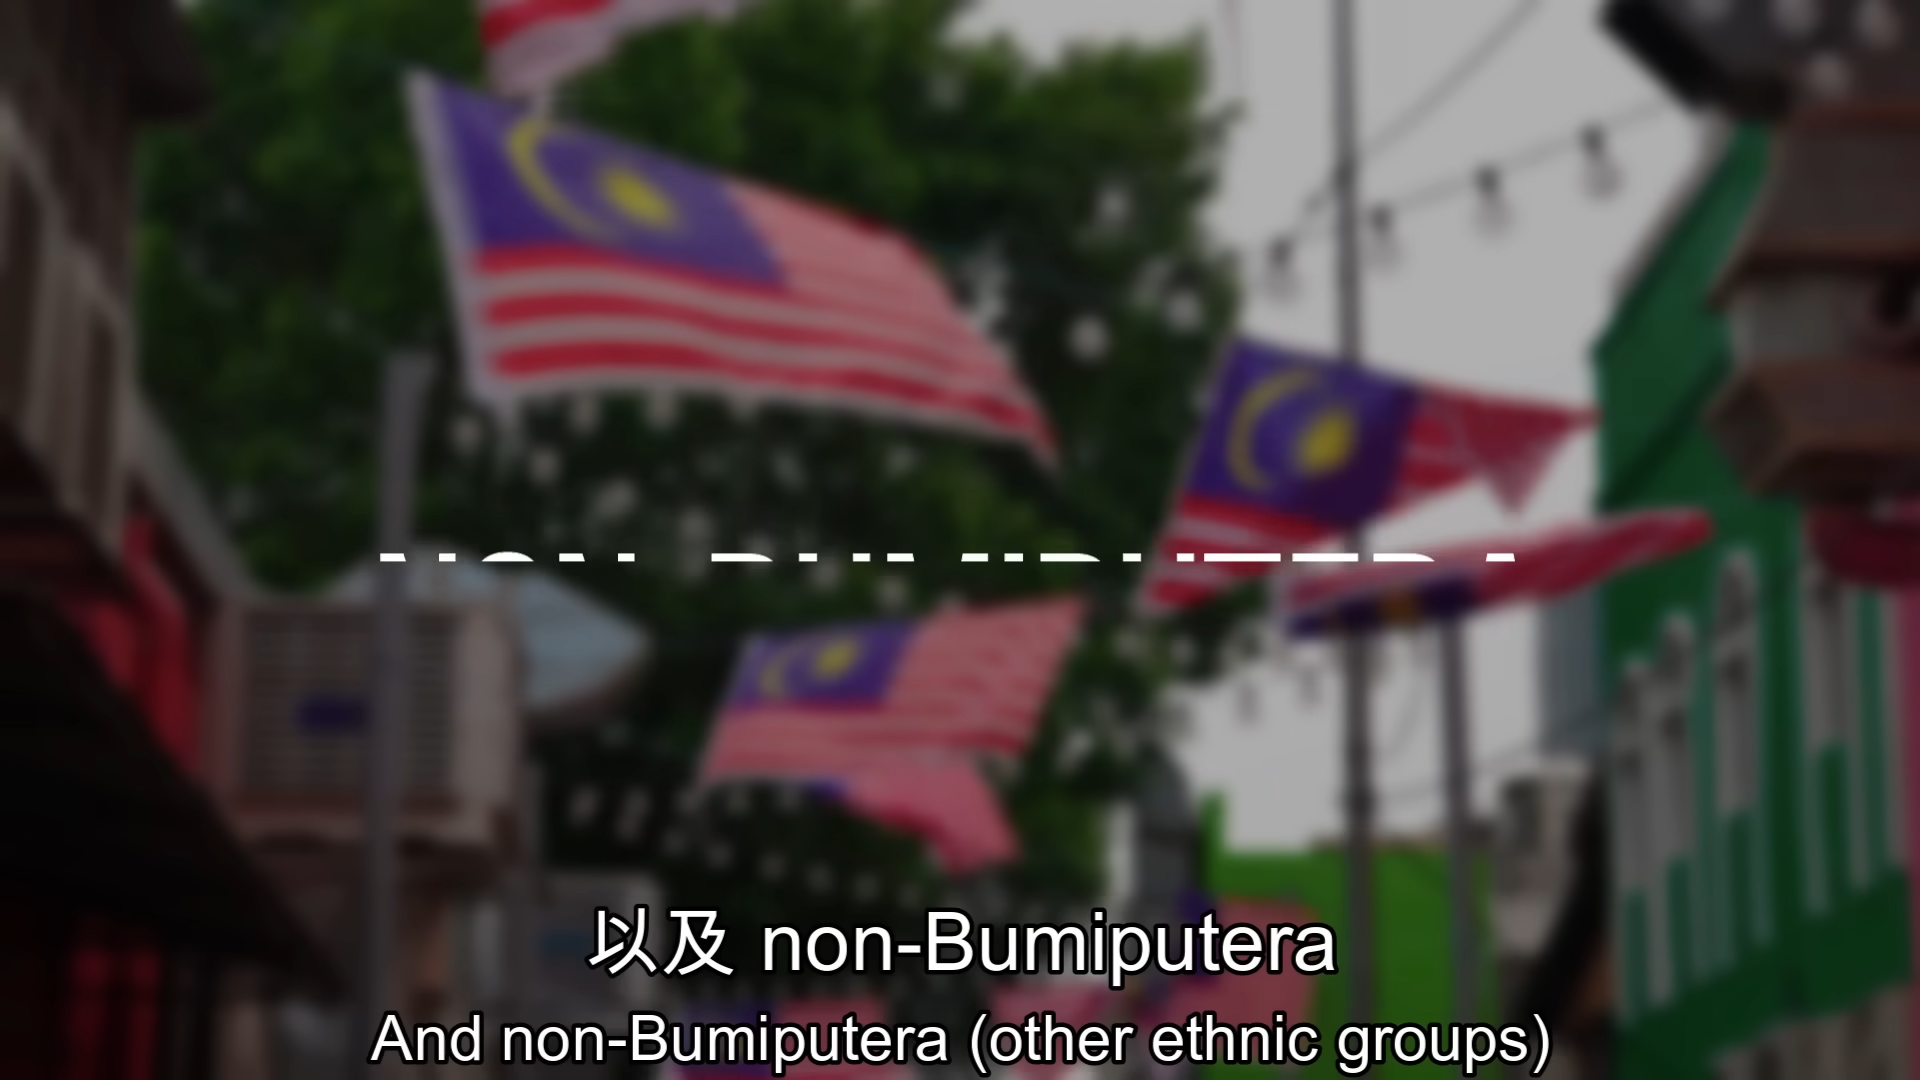 以及 non-Bumiputera
And non-Bumiputera (other ethnic groups)